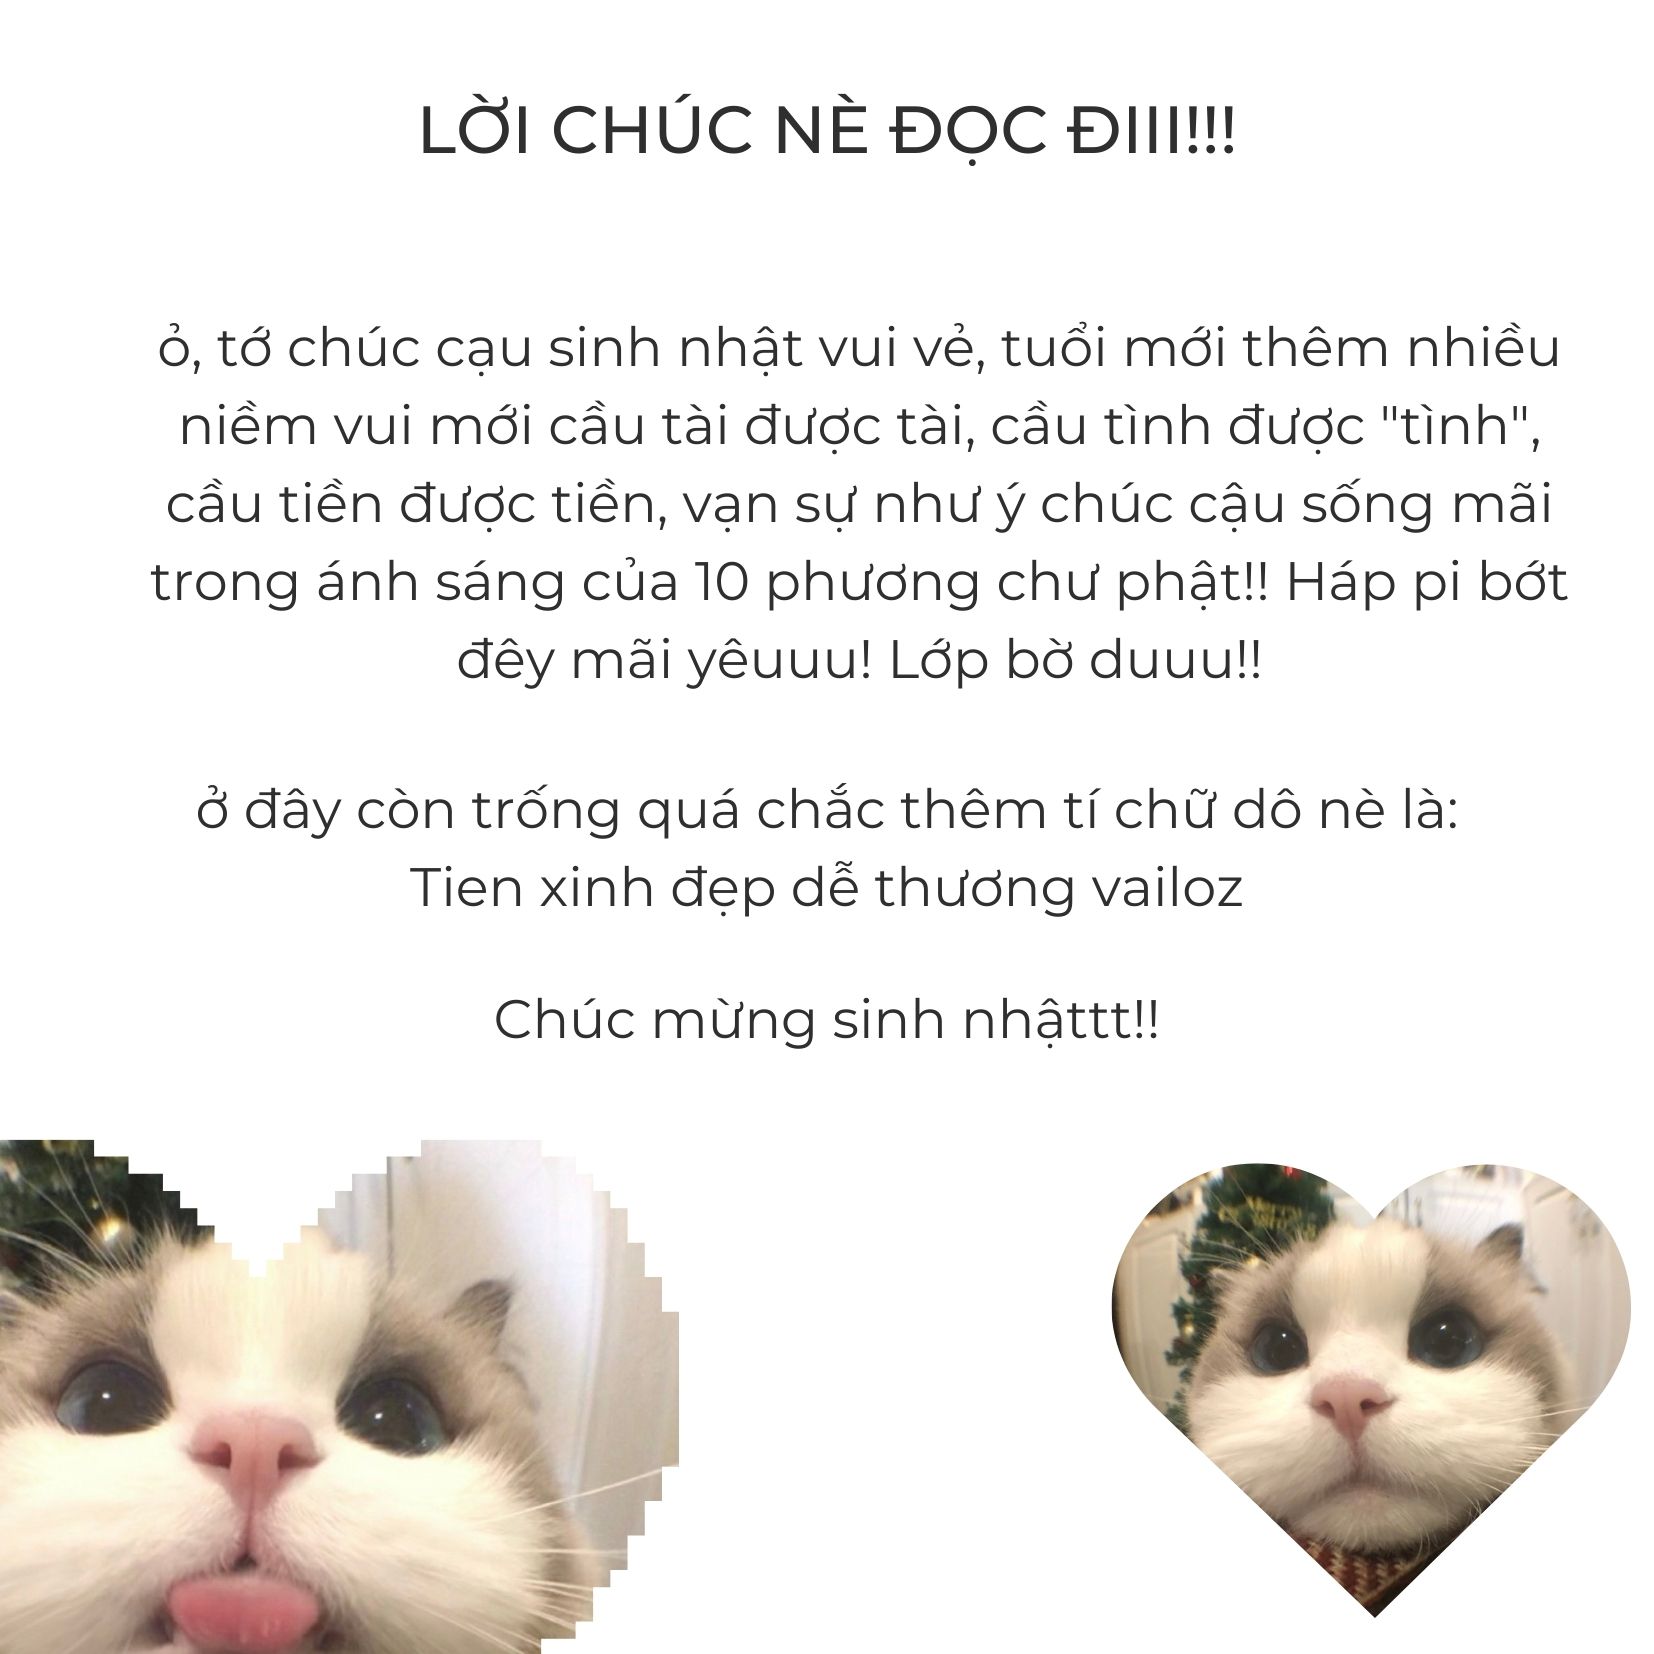 LỜI CHÚC NÈ ĐỌC ĐIII!!!
ỏ, tớ chúc cạu sinh nhật vui vẻ, tuổi mới thêm nhiều
niềm vui mới cầu tài được tài, cầu tình được "tình",
cầu tiền được tiền, vạn sự như ý chúc cậu sống mãi
trong ánh sáng của 10 phương chư phật!! Háp pi bớt
đêy mãi yêuuu! Lớp bờ duuu!!
ở đây còn trống quá chắc thêm tí chữ dô nè là:
Tien xinh đẹp dễ thương vailoz
Chúc mừng sinh nhậttt!!